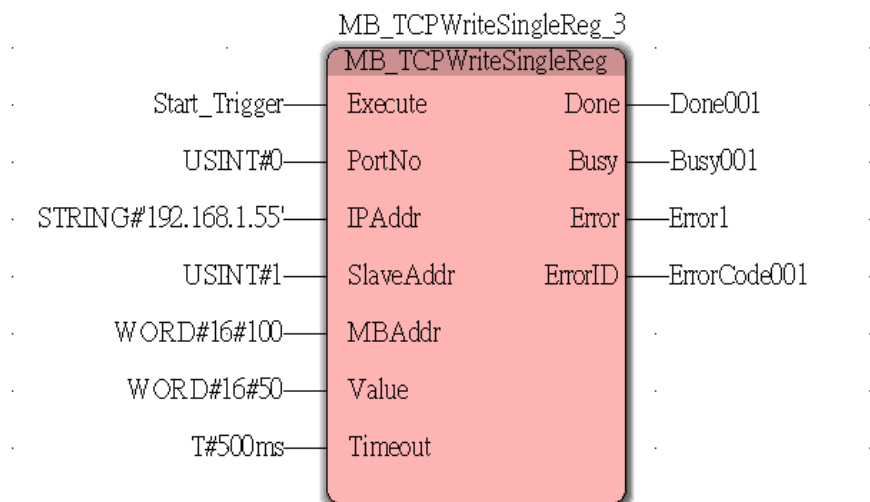 MB_TCPWriteSingleReg_3
MB_TCPWriteSingleReg
Start_Trigger Execute Done Done001
USINT#0 PortNo Busy Busy001
STRING#'192.168.1.55' IPAddr Error Error1
USINT#1 SlaveAddr ErrorID ErrorCode001
WORD#16#100 MBAddr
WORD#16#50 Value
T#500ms Timeout